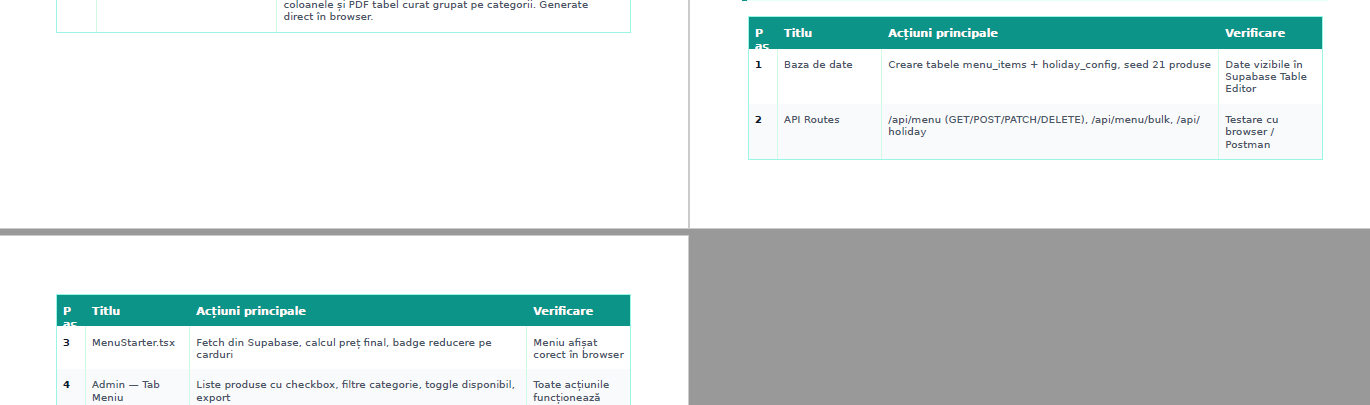 coloanele și PDF tabel curat grupat pe categorii. Generate
direct în browser.
Pas Titlu Acțiuni principale Verificare
1 Baza de date Creare tabele menu_items + holiday_config, seed 21 produse Date vizibile în
Supabase Table
Editor
2 API Routes /api/menu (GET/POST/PATCH/DELETE), /api/menu/bulk, /api/
holiday Testare cu
browser /
Postman
Pas Titlu Acțiuni principale Verificare
3 MenuStarter.tsx Fetch din Supabase, calcul preț final, badge reducere pe
carduri Meniu afișat
corect în browser
4 Admin — Tab
Meniu Liste produse cu checkbox, filtre categorie, toggle disponibil,
export Toate acțiunile
funcționează